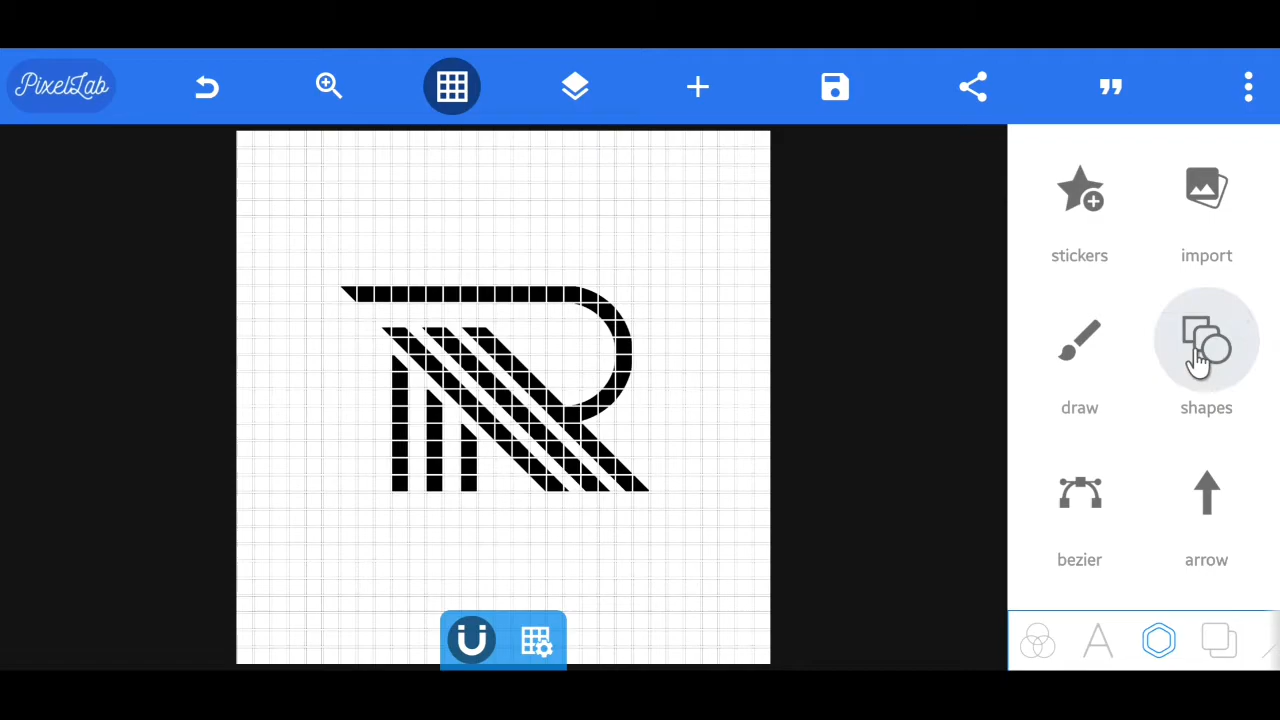 PixelLab
stickers
import
draw
shapes
bezier
arrow
R